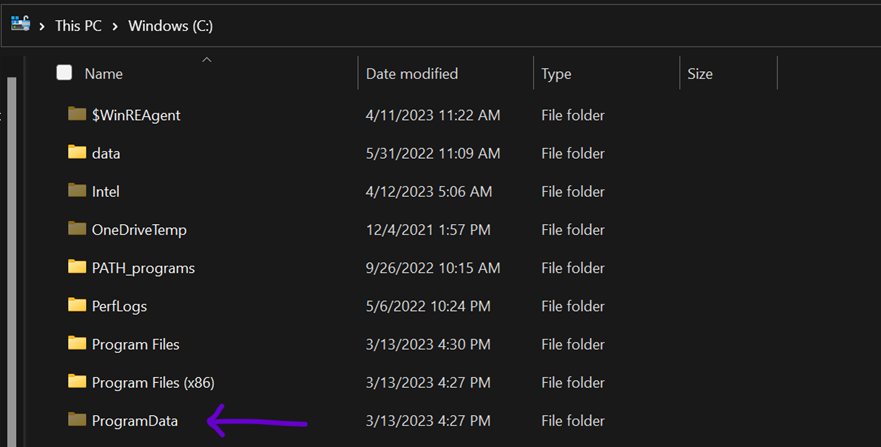 This PC > Windows (C:)
Name Date modified Type Size
$WinREAgent 4/11/2023 11:22 AM File folder
data 5/31/2022 11:09 AM File folder
Intel 4/12/2023 5:06 AM File folder
OneDriveTemp 12/4/2021 1:57 PM File folder
PATH_programs 9/26/2022 10:15 AM File folder
PerfLogs 5/6/2022 10:24 PM File folder
Program Files 3/13/2023 4:30 PM File folder
Program Files (x86) 3/13/2023 4:27 PM File folder
ProgramData 3/13/2023 4:27 PM File folder